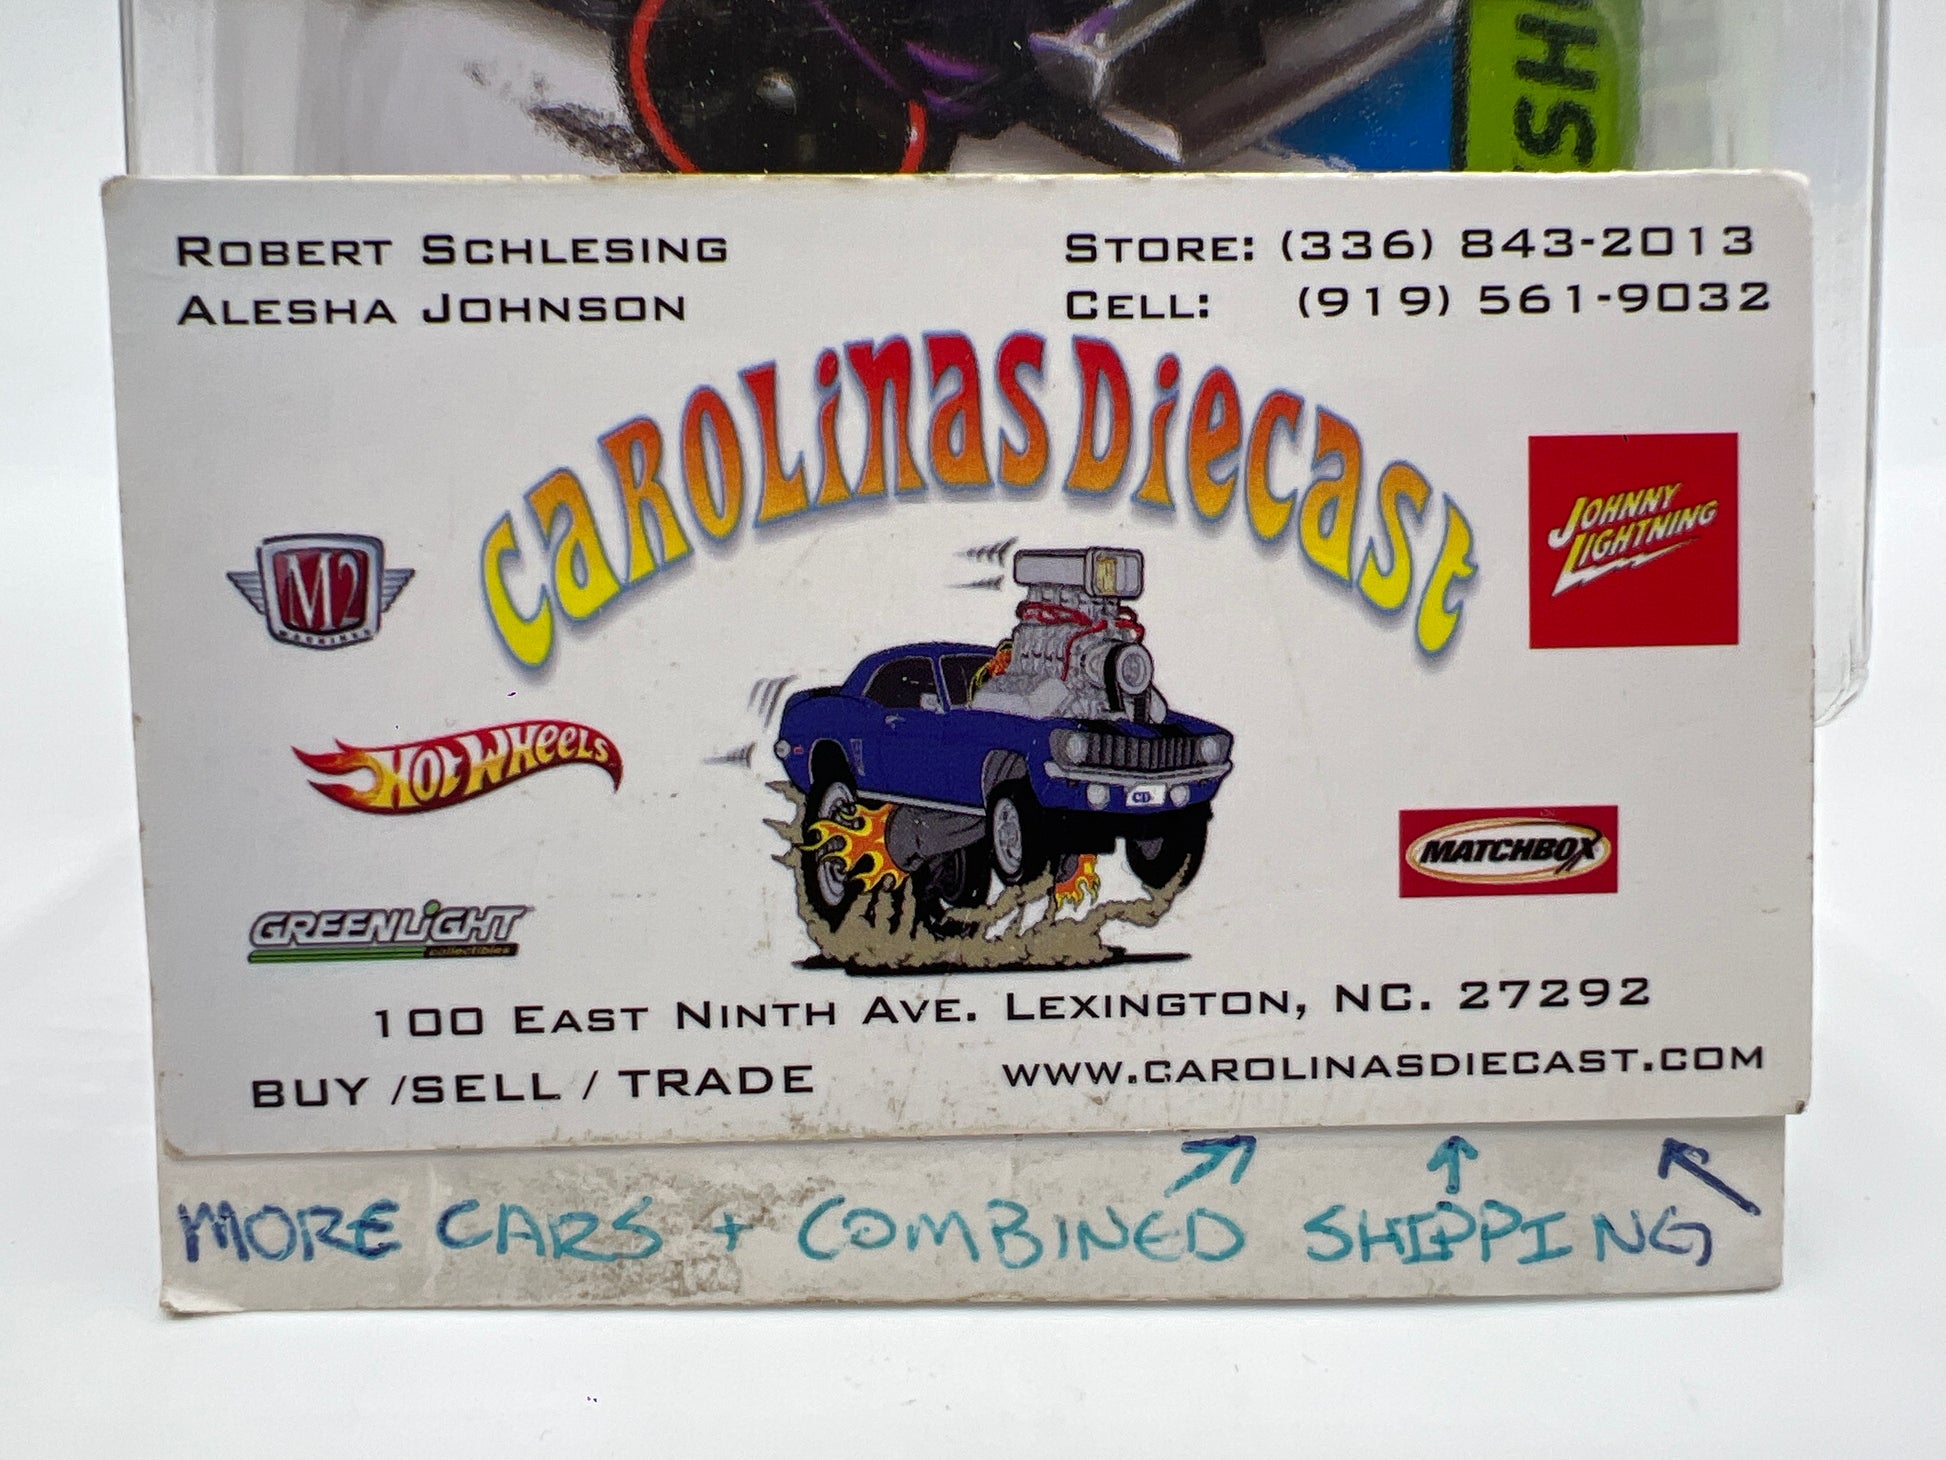 SH
ROBERT SCHLESING
ALESHA JOHNSON
STORE: (336) 843-2013
CELL: (919) 561-9032
CAROLINAS DIECAST
M2
MACHINES
JOHNNY
LIGHTNING
HOT WHEELS
MATCHBOX
GREENLIGHT
collectibles
100 EAST NINTH AVE. LEXINGTON, NC. 27292
BUY /SELL / TRADE
WWW.CAROLINASDIECAST.COM
MORE CARS + COMBINED SHIPPING